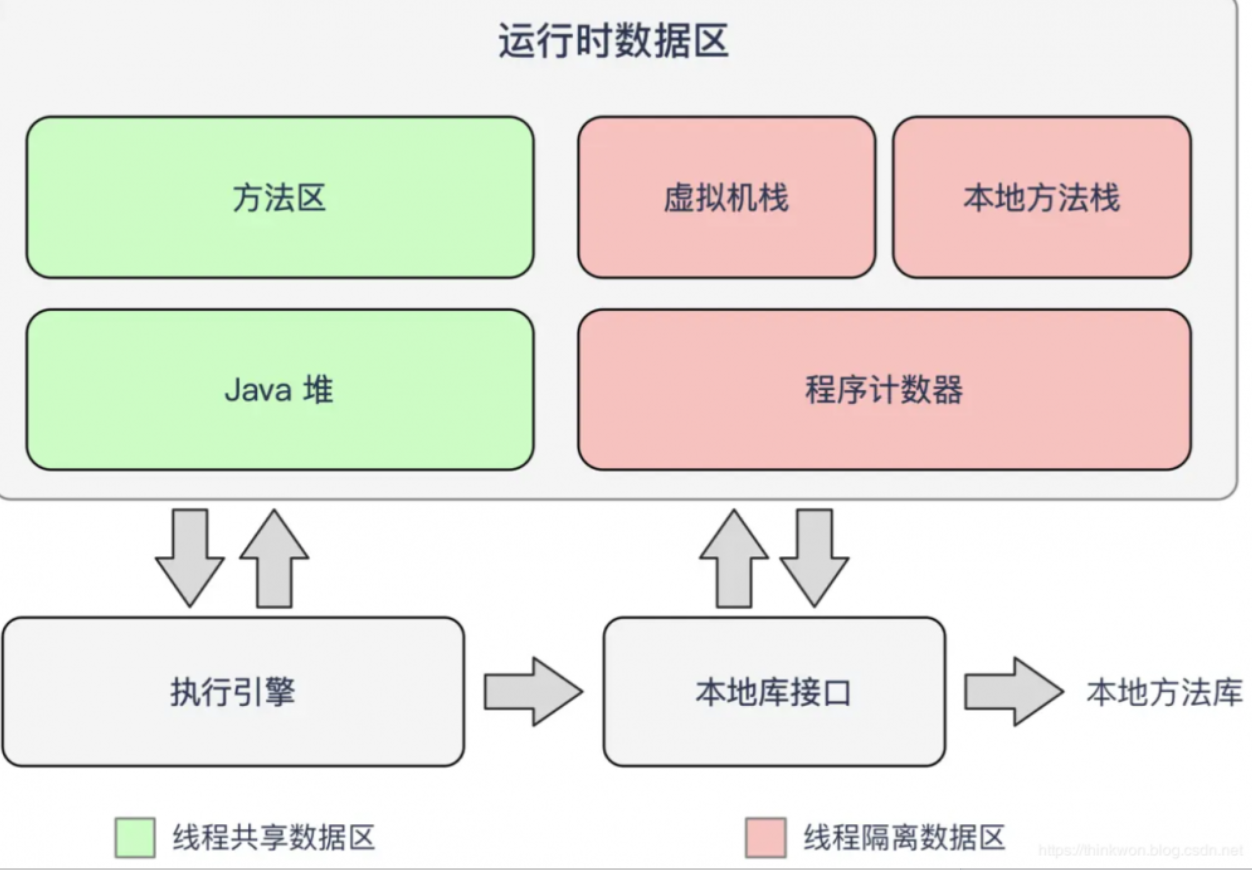 运行时数据区
方法区
虚拟机栈
本地方法栈
Java 堆
程序计数器
执行引擎
本地库接口
本地方法库
线程共享数据区
线程隔离数据区
https://thinkwon.blog.csdn.net